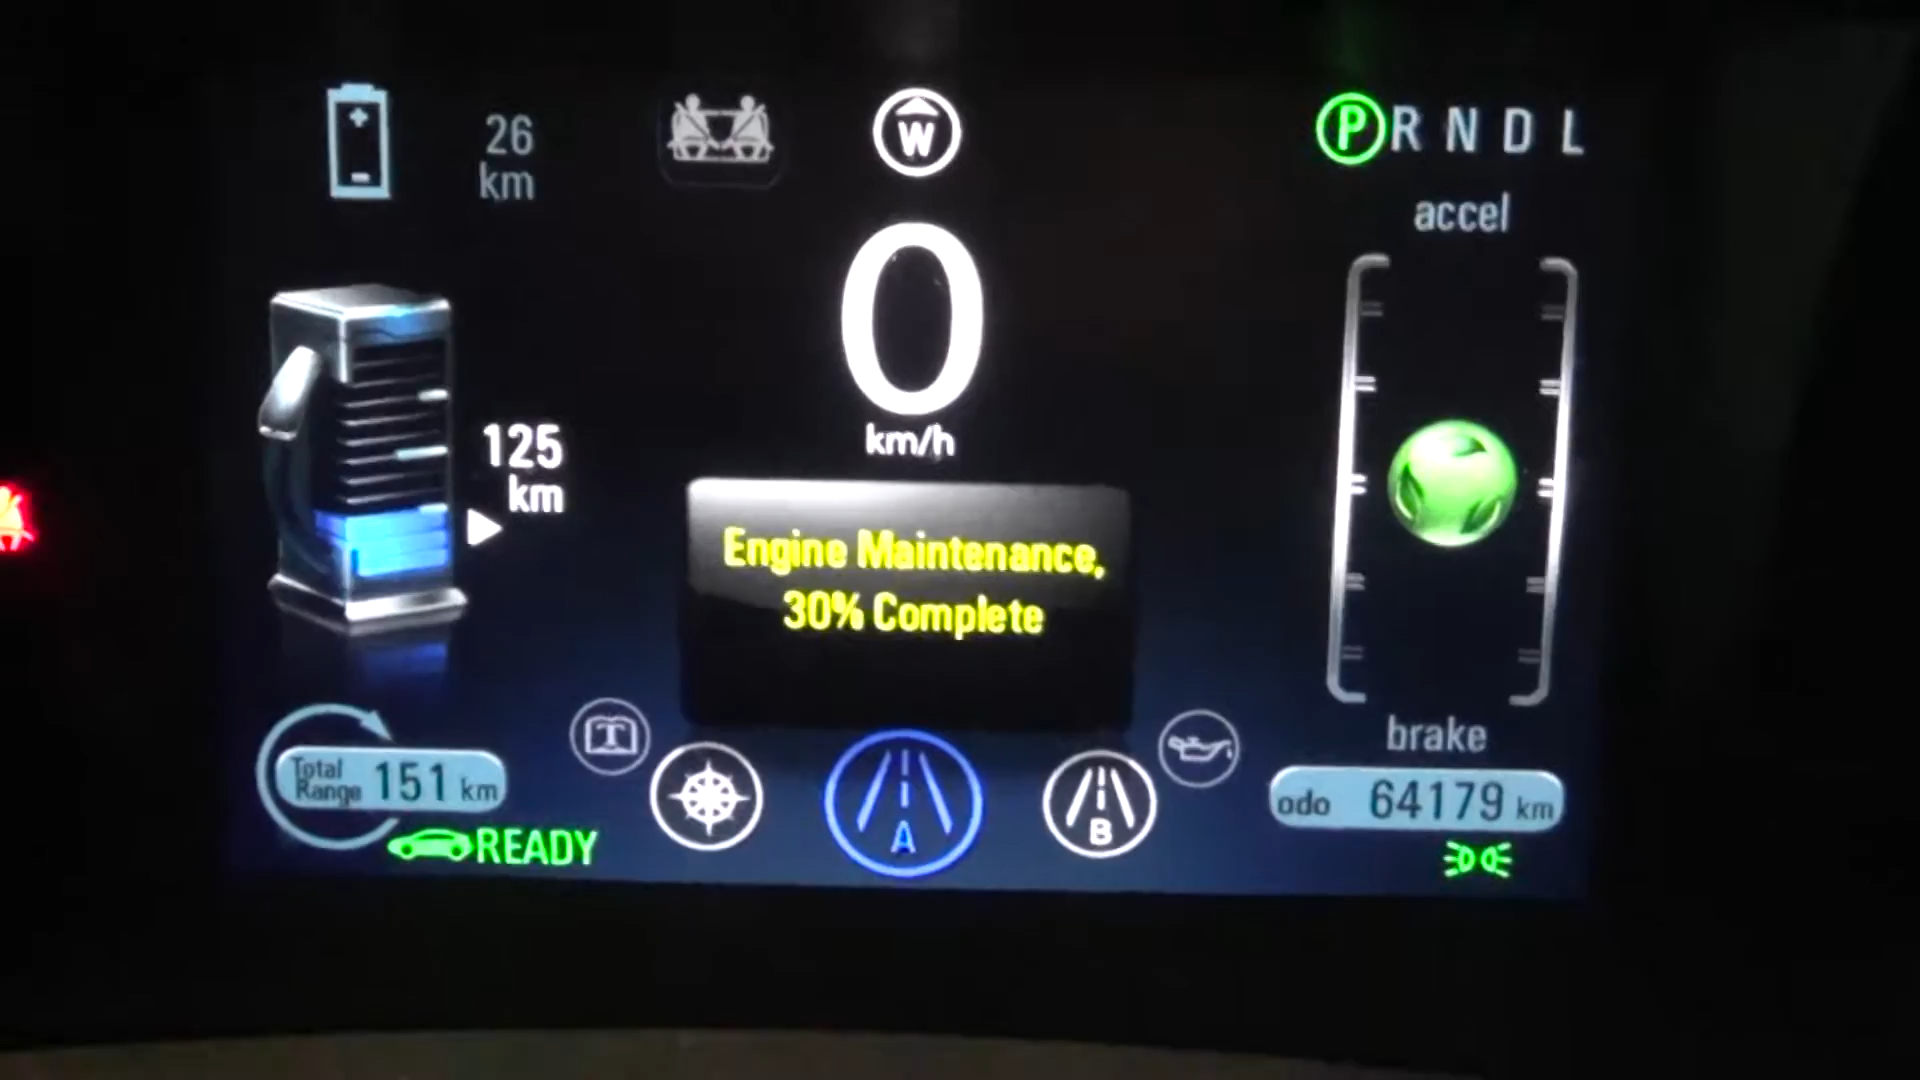 26
km
W
P R N D L
accel
0
km/h
125
km
Engine Maintenance,
30% Complete
T
brake
Total
Range 151 km
A
B
odo 64179 km
READY